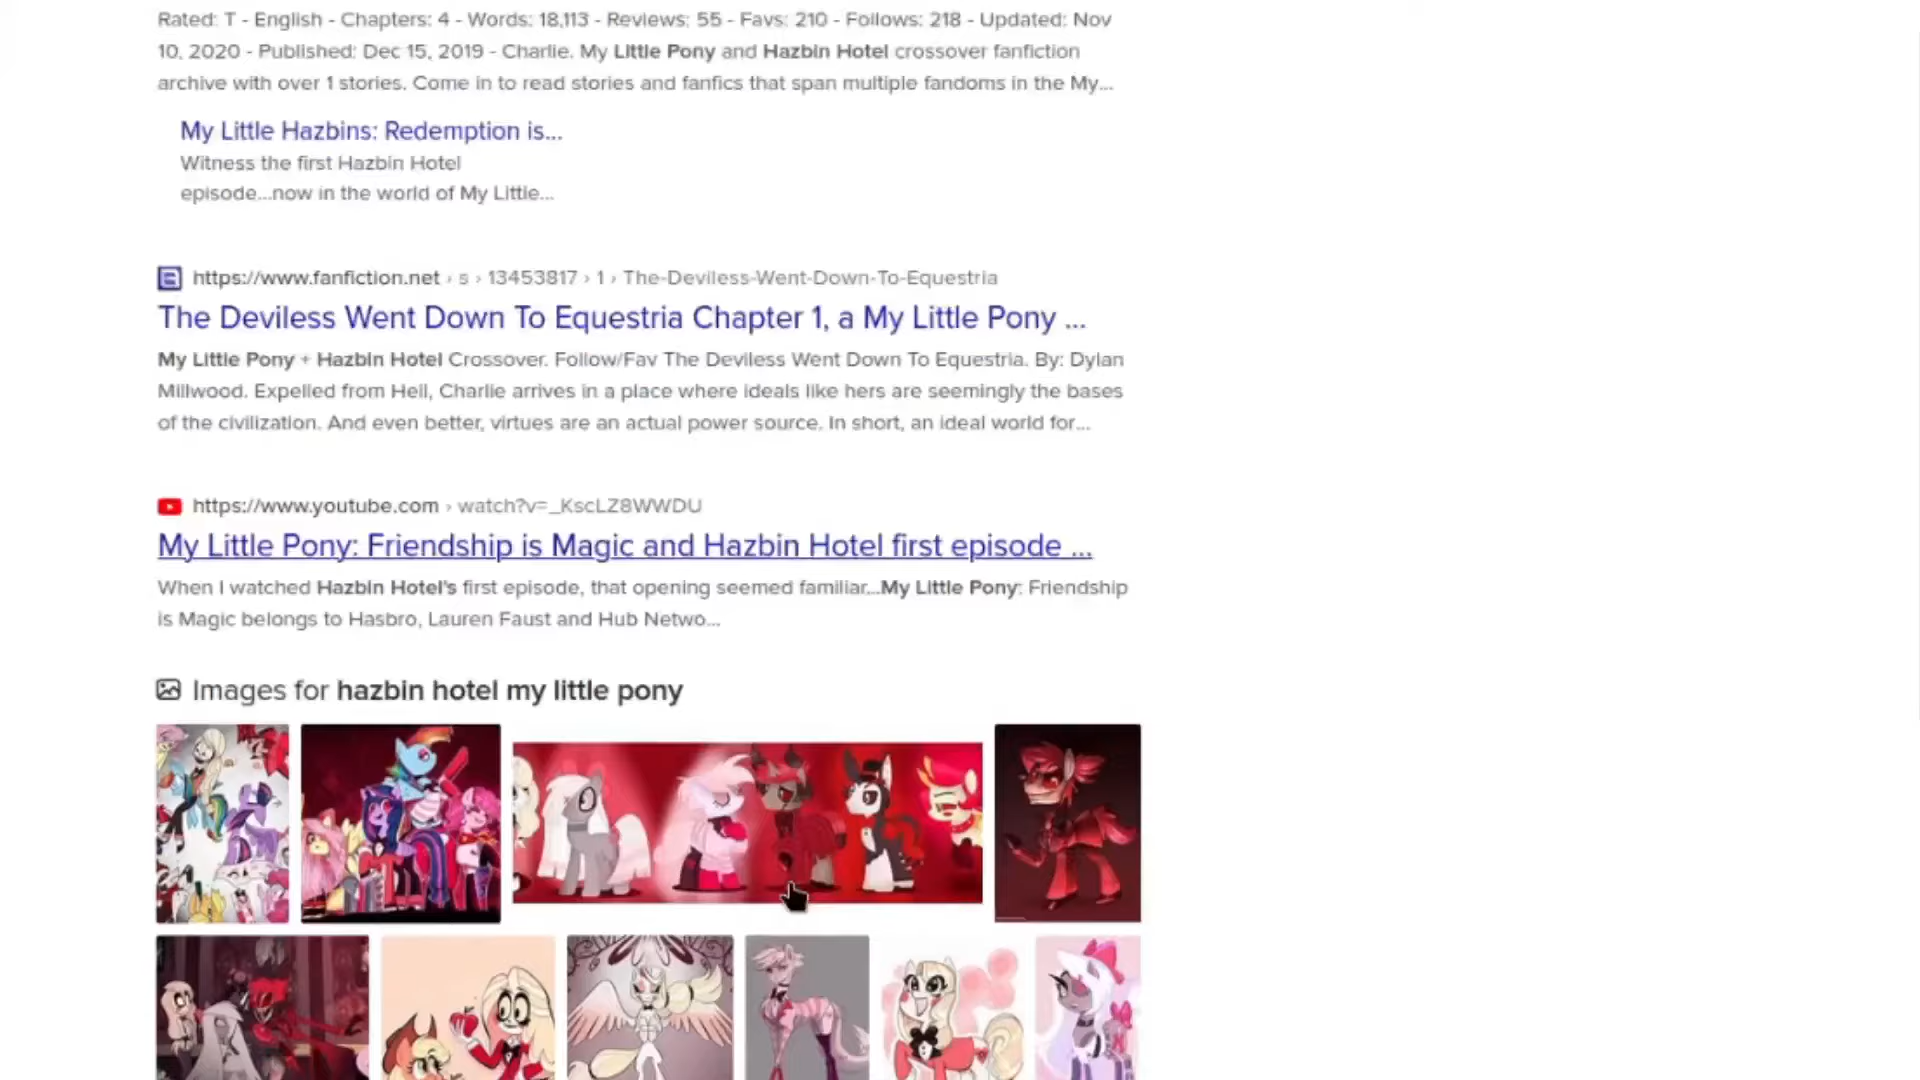 Rated: T - English - Chapters: 4 - Words: 18,113 - Reviews: 55 - Favs: 210 - Follows: 218 - Updated: Nov
10, 2020 - Published: Dec 15, 2019 - Charlie. My Little Pony and Hazbin Hotel crossover fanfiction
archive with over 1 stories. Come in to read stories and fanfics that span multiple fandoms in the My...
My Little Hazbins: Redemption is...
Witness the first Hazbin Hotel
episode...now in the world of My Little...
https://www.fanfiction.net › s › 13453817 › 1 › The-Deviless-Went-Down-To-Equestria
The Deviless Went Down To Equestria Chapter 1, a My Little Pony ...
My Little Pony + Hazbin Hotel Crossover. Follow/Fav The Deviless Went Down To Equestria. By: Dylan
Millwood. Expelled from Hell, Charlie arrives in a place where ideals like hers are seemingly the bases
of the civilization. And even better, virtues are an actual power source. In short, an ideal world for...
https://www.youtube.com › watch?v=_KscLZ8WWDU
My Little Pony: Friendship is Magic and Hazbin Hotel first episode ...
When I watched Hazbin Hotel's first episode, that opening seemed familiar...My Little Pony: Friendship
is Magic belongs to Hasbro, Lauren Faust and Hub Netwo...
Images for hazbin hotel my little pony